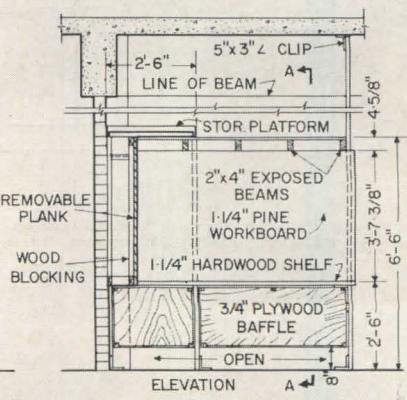 5"x3"∠ CLIP
2'-6"
A
LINE OF BEAM
4-5/8"
STOR. PLATFORM
2"x4" EXPOSED
BEAMS
REMOVABLE
PLANK
1-1/4" PINE
WORKBOARD
3'-7-3/8"
6'-6"
WOOD
BLOCKING
1-1/4" HARDWOOD SHELF
3/4" PLYWOOD
BAFFLE
2'-6"
OPEN
8"
ELEVATION
A